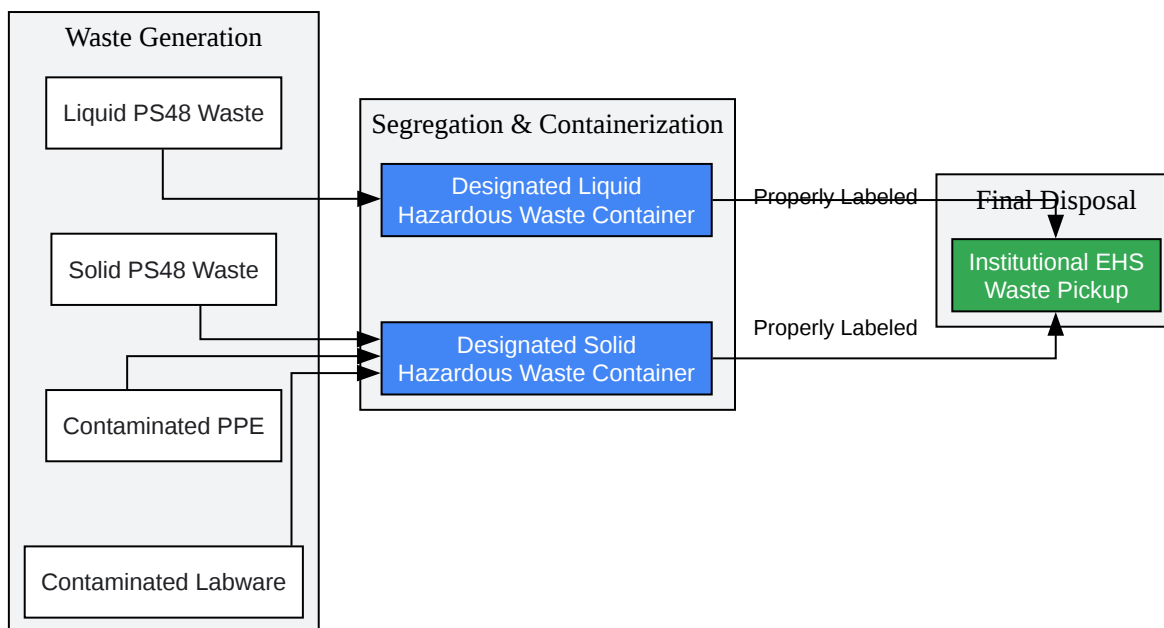 Waste Generation
Liquid PS48 Waste
Solid PS48 Waste
Contaminated PPE
Contaminated Labware
Segregation & Containerization
Designated Liquid
Hazardous Waste Container
Designated Solid
Hazardous Waste Container
Properly Labeled
Properly Labeled
Final Disposal
Institutional EHS
Waste Pickup